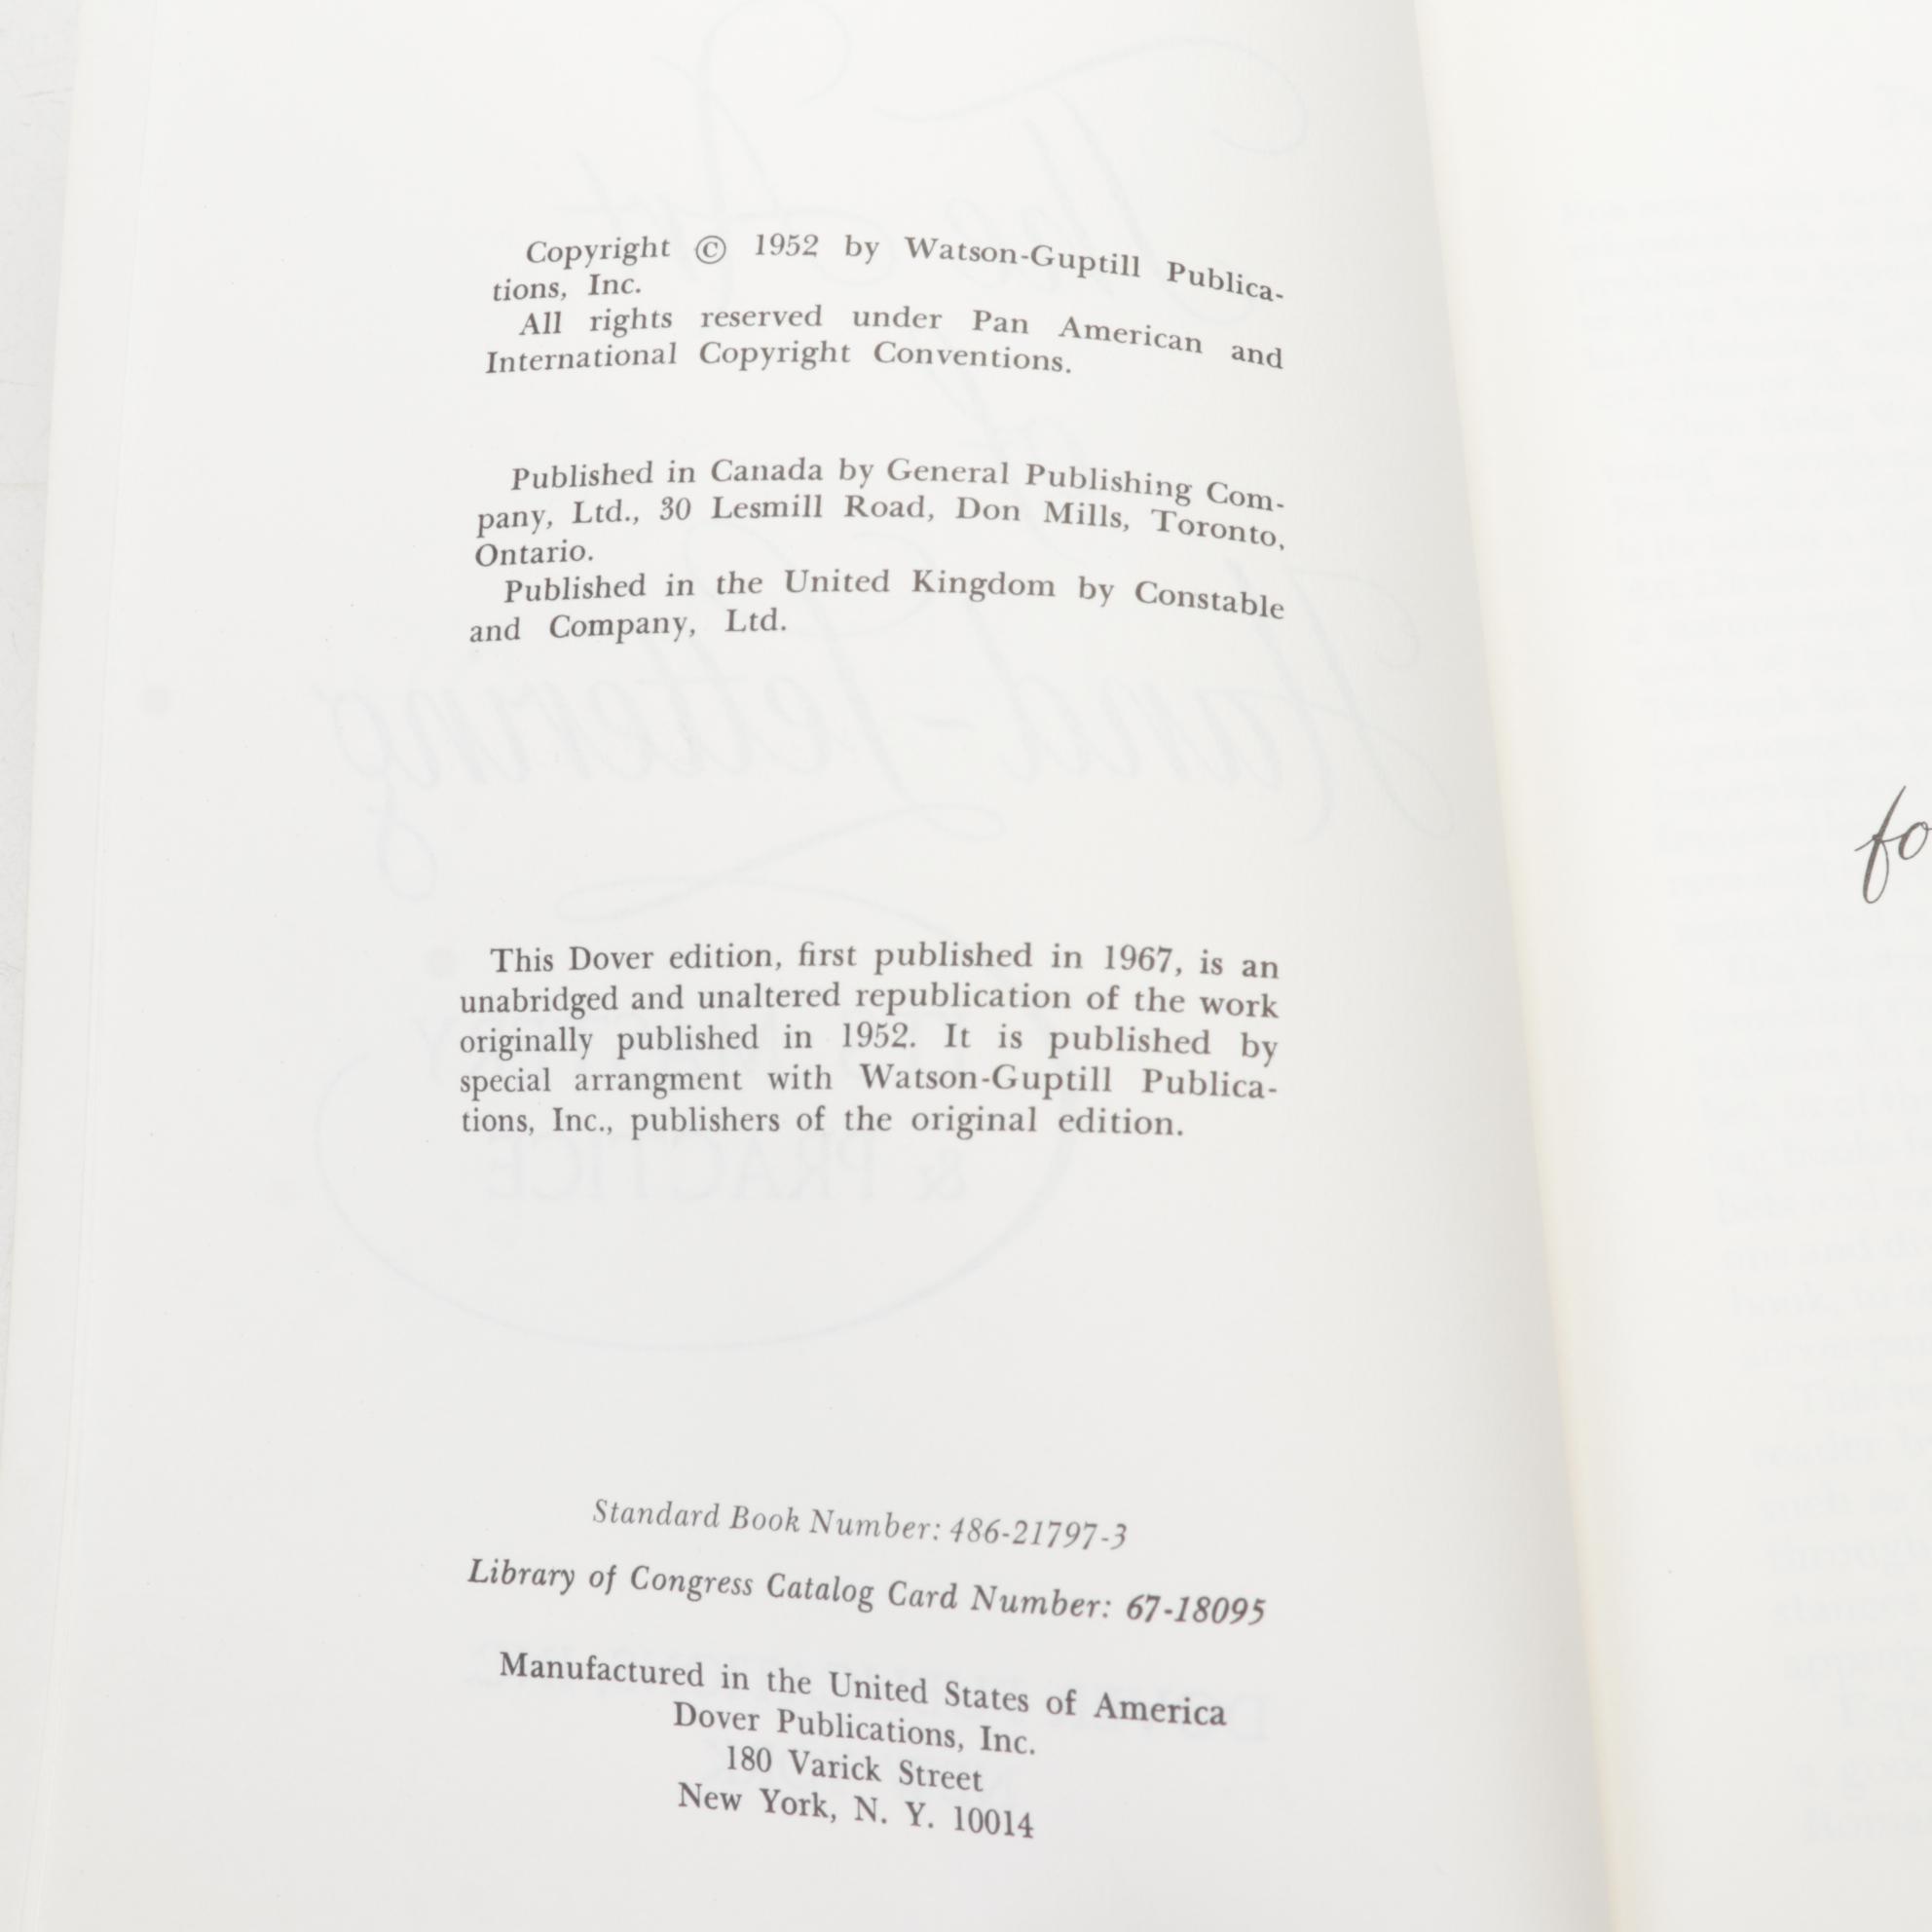 Copyright © 1952 by Watson-Guptill Publica-
tions, Inc.
All rights reserved under Pan American and
International Copyright Conventions.
Published in Canada by General Publishing Com-
pany, Ltd., 30 Lesmill Road, Don Mills, Toronto,
Ontario.
Published in the United Kingdom by Constable
and Company, Ltd.
This Dover edition, first published in 1967, is an
unabridged and unaltered republication of the work
originally published in 1952. It is published by
special arrangment with Watson-Guptill Publica-
tions, Inc., publishers of the original edition.
Standard Book Number: 486-21797-3
Library of Congress Catalog Card Number: 67-18095
Manufactured in the United States of America
Dover Publications, Inc.
180 Varick Street
New York, N. Y. 10014
fo